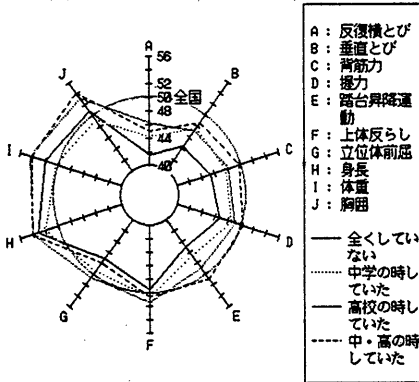 A
56
52
50
全国
48
44
40
B
C
D
E
F
G
H
I
J
A : 反復横とび
B : 垂直とび
C : 背筋力
D : 握力
E : 踏台昇降運
動
F : 上体反らし
G : 立位体前屈
H : 身長
I : 体重
J : 胸囲
全くしてい
ない
中学の時し
ていた
高校の時し
ていた
中・高の時
していた